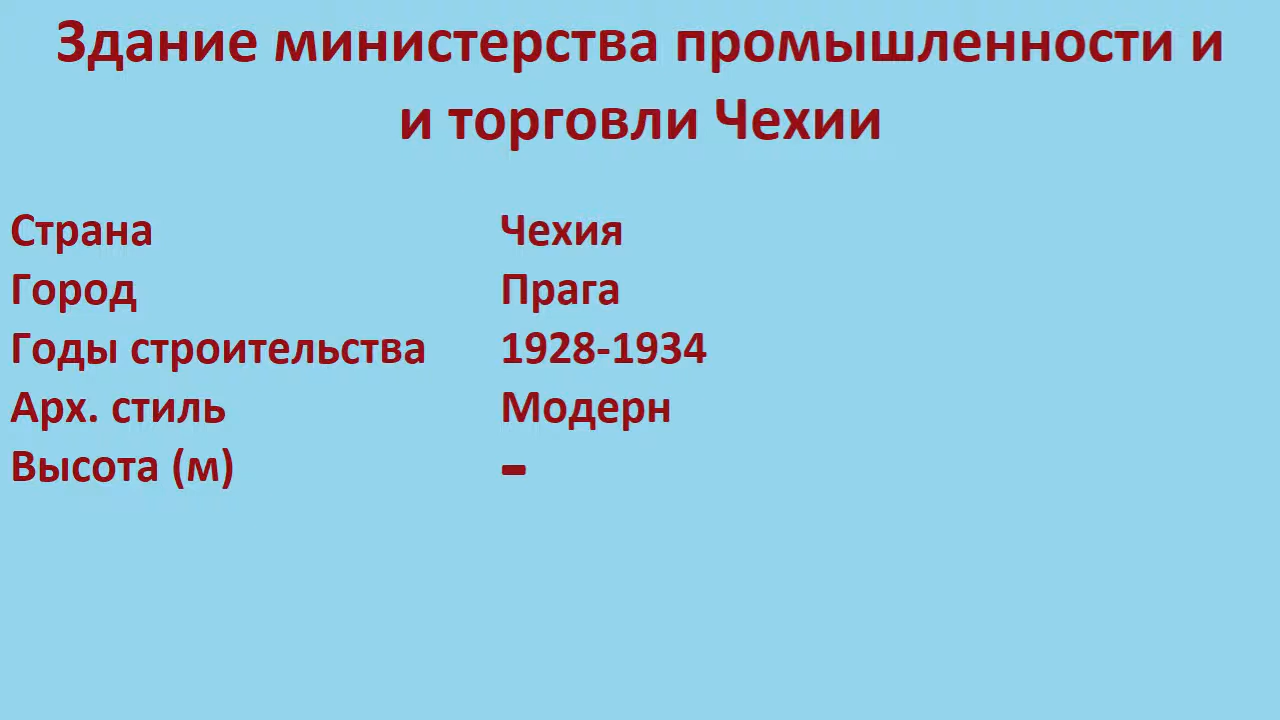 Здание министерства промышленности и
и торговли Чехии
Страна Чехия
Город Прага
Годы строительства 1928-1934
Арх. стиль Модерн
Высота (м) -